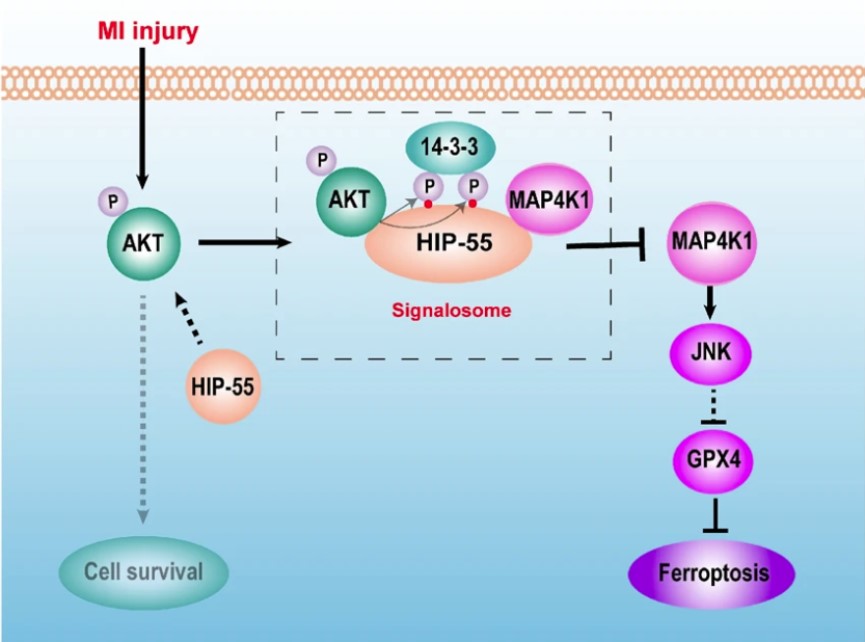 MI injury
P
AKT
HIP-55
Cell survival
P
AKT
14-3-3
P
P
MAP4K1
HIP-55
Signalosome
MAP4K1
JNK
GPX4
Ferroptosis